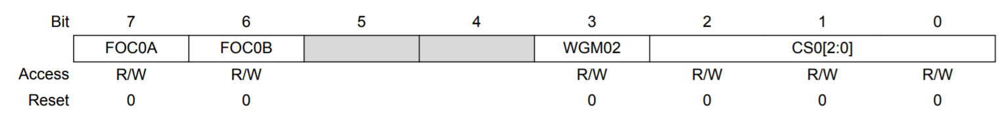 Bit 7 6 5 4 3 2 1 0
FOC0A FOC0B WGM02 CS0[2:0]
Access R/W R/W R/W R/W R/W R/W
Reset 0 0 0 0 0 0